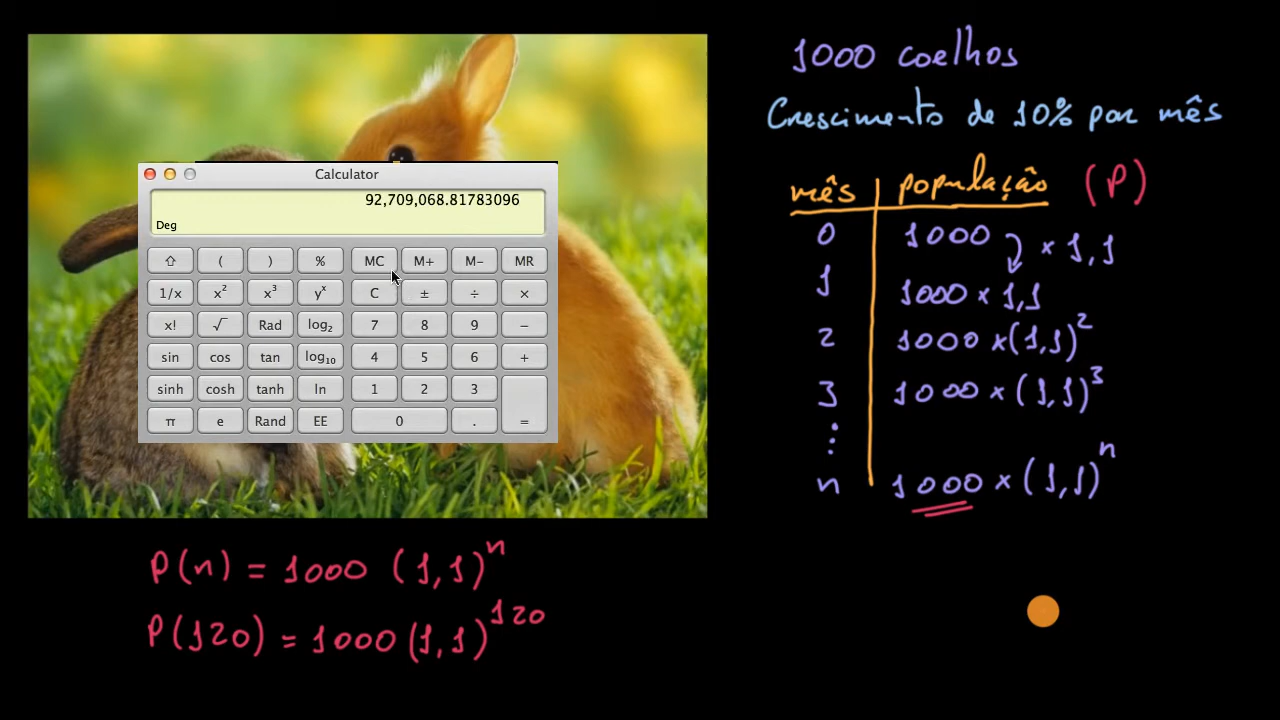 1000 coelhos
Crescimento de 10% por mês
mês população (P)
0 1000 × 1,1
1 1000 × 1,1
2 1000 × (1,1)²
3 1000 × (1,1)³
⋮
n 1000 × (1,1)ⁿ
Calculator
92,709,068.81783096
Deg
⇧ ( ) % MC M+ M− MR
1/x x² x³ yˣ C ± ÷ ×
x! √ Rad log₂ 7 8 9 −
sin cos tan log₁₀ 4 5 6 +
sinh cosh tanh ln 1 2 3
π e Rand EE 0 . =
P(n) = 1000 (1,1)ⁿ
P(120) = 1000 (1,1)¹²⁰